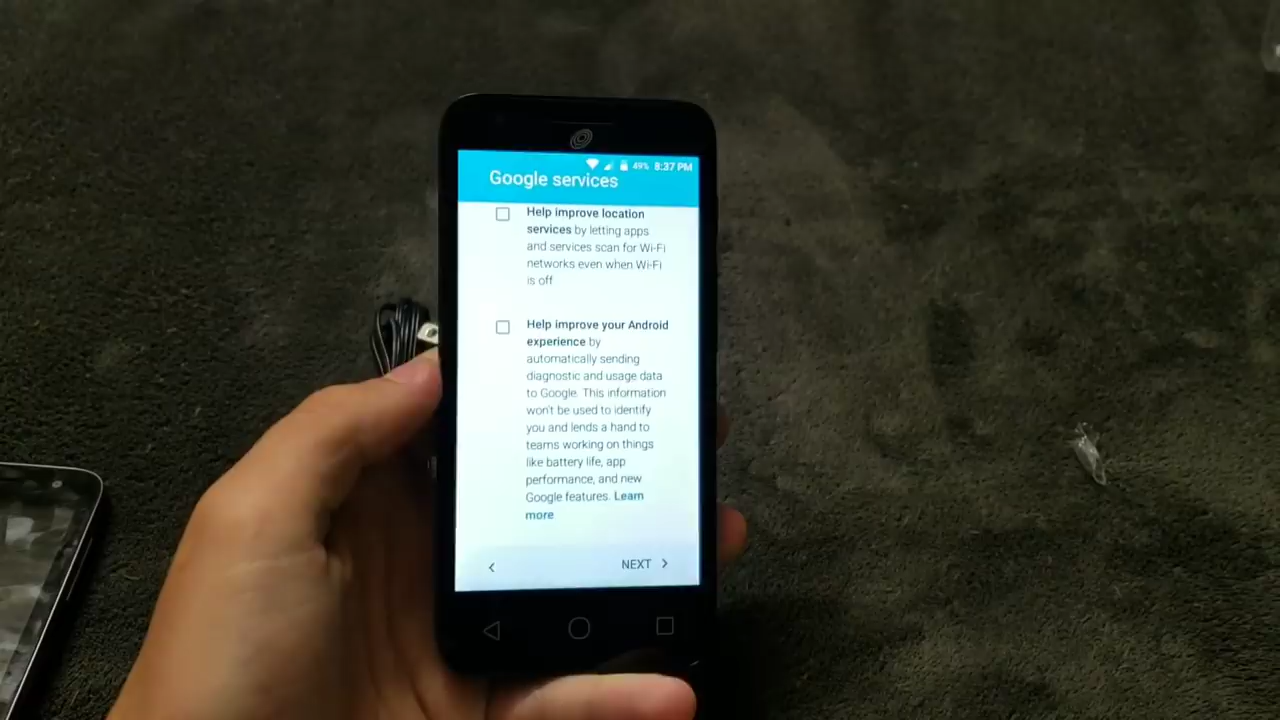 49% 8:37 PM
Google services
Help improve location
services by letting apps
and services scan for Wi-Fi
networks even when Wi-Fi
is off
Help improve your Android
experience by
automatically sending
diagnostic and usage data
to Google. This information
won't be used to identify
you and lends a hand to
teams working on things
like battery life, app
performance, and new
Google features. Learn
more
NEXT